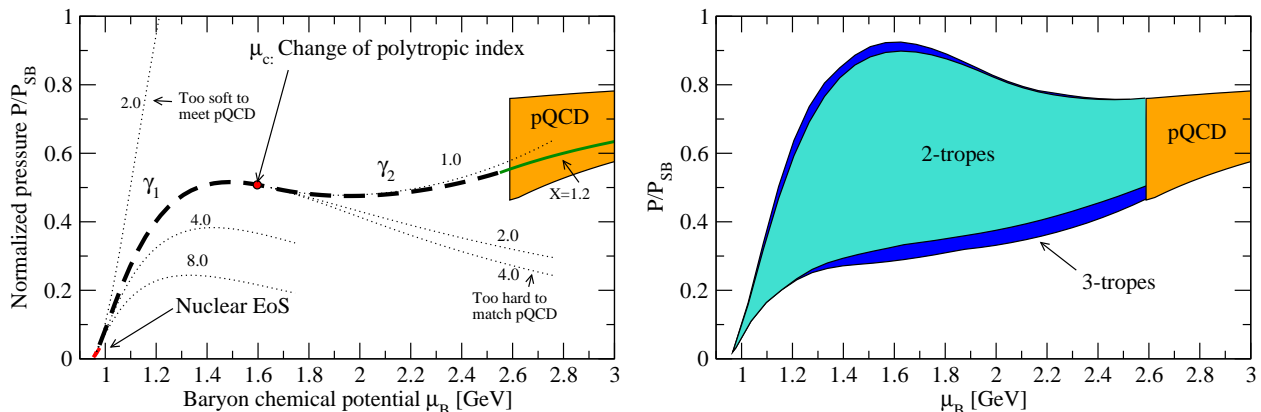 Normalized pressure P/P_SB
1
0.8
0.6
0.4
0.2
0
1
1.2
1.4
1.6
1.8
2
2.2
2.4
2.6
2.8
3
Baryon chemical potential μ_B [GeV]
μ_c: Change of polytropic index
2.0
Too soft to
meet pQCD
pQCD
γ_1
γ_2
1.0
X=1.2
4.0
8.0
2.0
4.0
Too hard to
match pQCD
Nuclear EoS
P/P_SB
1
0.8
0.6
0.4
0.2
0
1
1.2
1.4
1.6
1.8
2
2.2
2.4
2.6
2.8
3
μ_B [GeV]
pQCD
2-tropes
3-tropes